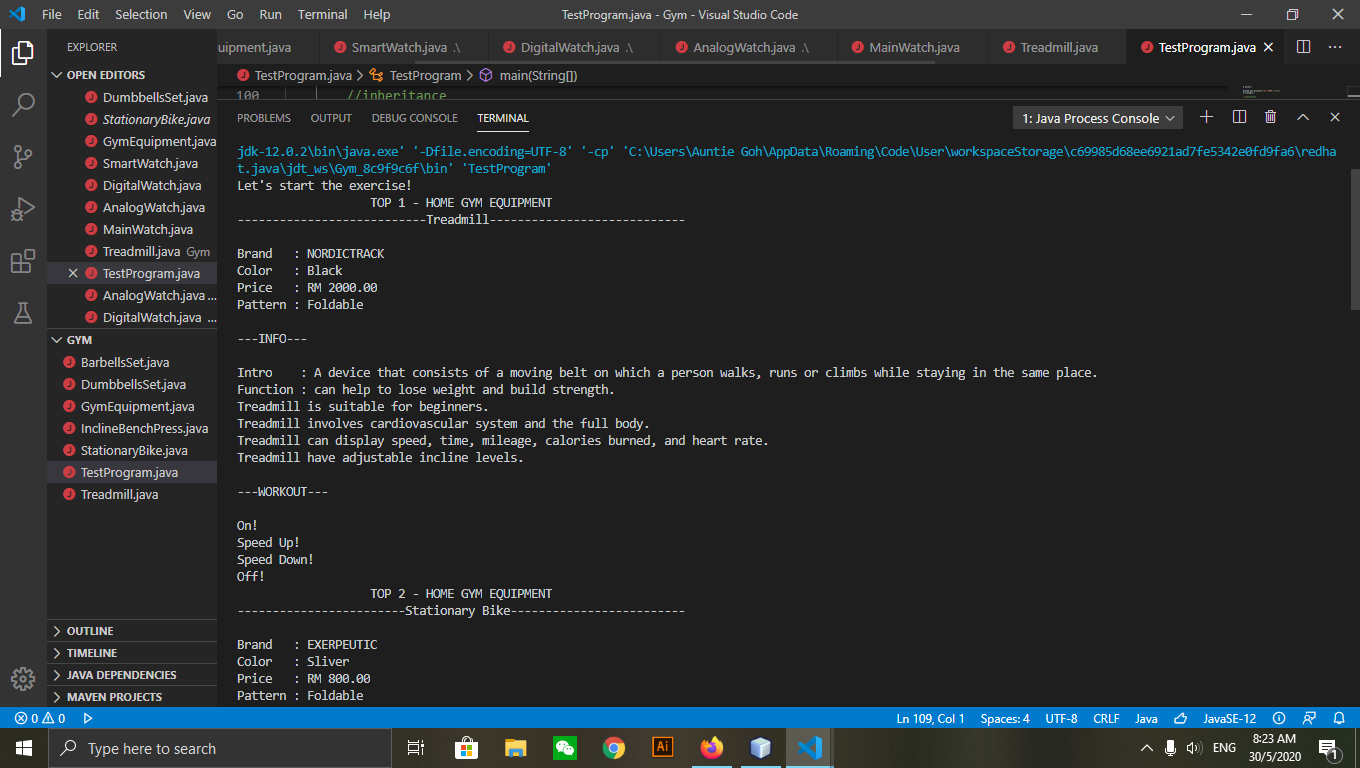 File Edit Selection View Go Run Terminal Help TestProgram.java - Gym - Visual Studio Code
EXPLORER
uipment.java SmartWatch.java .\ DigitalWatch.java .\ AnalogWatch.java .\ MainWatch.java Treadmill.java TestProgram.java
OPEN EDITORS
DumbbellsSet.java
StationaryBike.java
GymEquipment.java
SmartWatch.java
DigitalWatch.java
AnalogWatch.java
MainWatch.java
Treadmill.java Gym
TestProgram.java
AnalogWatch.java ...
DigitalWatch.java ...
GYM
BarbellsSet.java
DumbbellsSet.java
GymEquipment.java
InclineBenchPress.java
StationaryBike.java
TestProgram.java
Treadmill.java
OUTLINE
TIMELINE
JAVA DEPENDENCIES
MAVEN PROJECTS
TestProgram.java > TestProgram > main(String[])
100 //inheritance
PROBLEMS OUTPUT DEBUG CONSOLE TERMINAL 1: Java Process Console
jdk-12.0.2\bin\java.exe' '-Dfile.encoding=UTF-8' '-cp' 'C:\Users\Auntie Goh\AppData\Roaming\Code\User\workspaceStorage\c69985d68ee6921ad7fe5342e0fd9fa6\redha
t.java\jdt_ws\Gym_8c9f9c6f\bin' 'TestProgram'
Let's start the exercise!
TOP 1 - HOME GYM EQUIPMENT
---------------------------Treadmill----------------------------
Brand : NORDICTRACK
Color : Black
Price : RM 2000.00
Pattern : Foldable
---INFO---
Intro : A device that consists of a moving belt on which a person walks, runs or climbs while staying in the same place.
Function : can help to lose weight and build strength.
Treadmill is suitable for beginners.
Treadmill involves cardiovascular system and the full body.
Treadmill can display speed, time, mileage, calories burned, and heart rate.
Treadmill have adjustable incline levels.
---WORKOUT---
On!
Speed Up!
Speed Down!
Off!
TOP 2 - HOME GYM EQUIPMENT
------------------------Stationary Bike-------------------------
Brand : EXERPEUTIC
Color : Sliver
Price : RM 800.00
Pattern : Foldable
0 0 Ln 109, Col 1 Spaces: 4 UTF-8 CRLF Java JavaSE-12
Type here to search Ai ENG 8:23 AM
30/5/2020 1